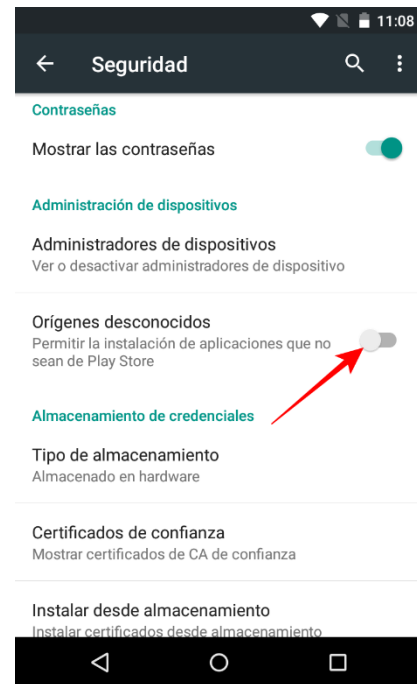 11:08
Seguridad
Contraseñas
Mostrar las contraseñas
Administración de dispositivos
Administradores de dispositivos
Ver o desactivar administradores de dispositivo
Orígenes desconocidos
Permitir la instalación de aplicaciones que no
sean de Play Store
Almacenamiento de credenciales
Tipo de almacenamiento
Almacenado en hardware
Certificados de confianza
Mostrar certificados de CA de confianza
Instalar desde almacenamiento
Instalar certificados desde almacenamiento